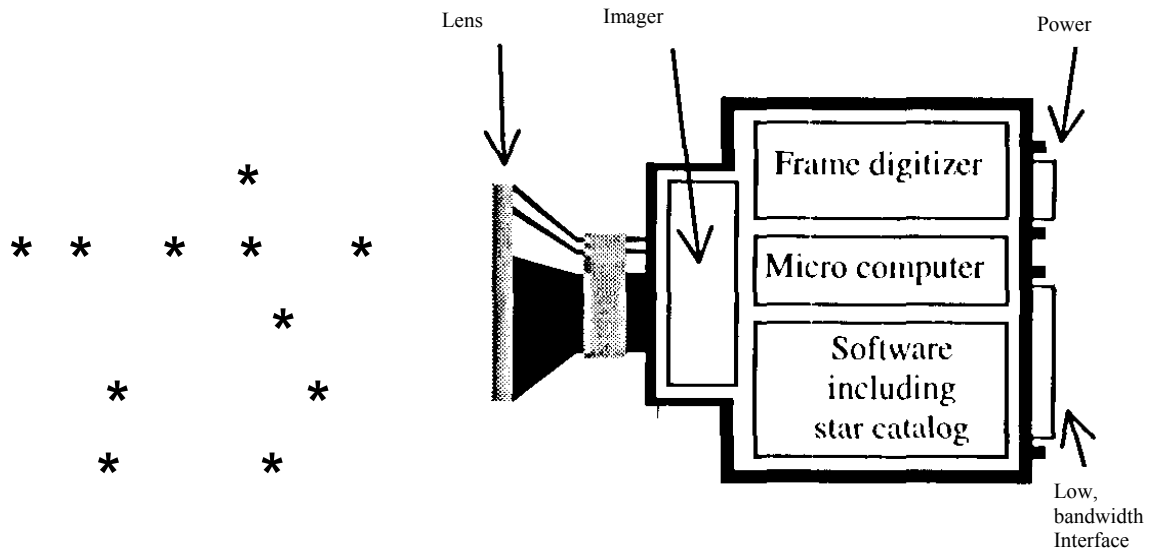 Lens
Imager
Power
Frame digitizer
Micro computer
Software
including
star catalog
Low,
bandwidth
Interface